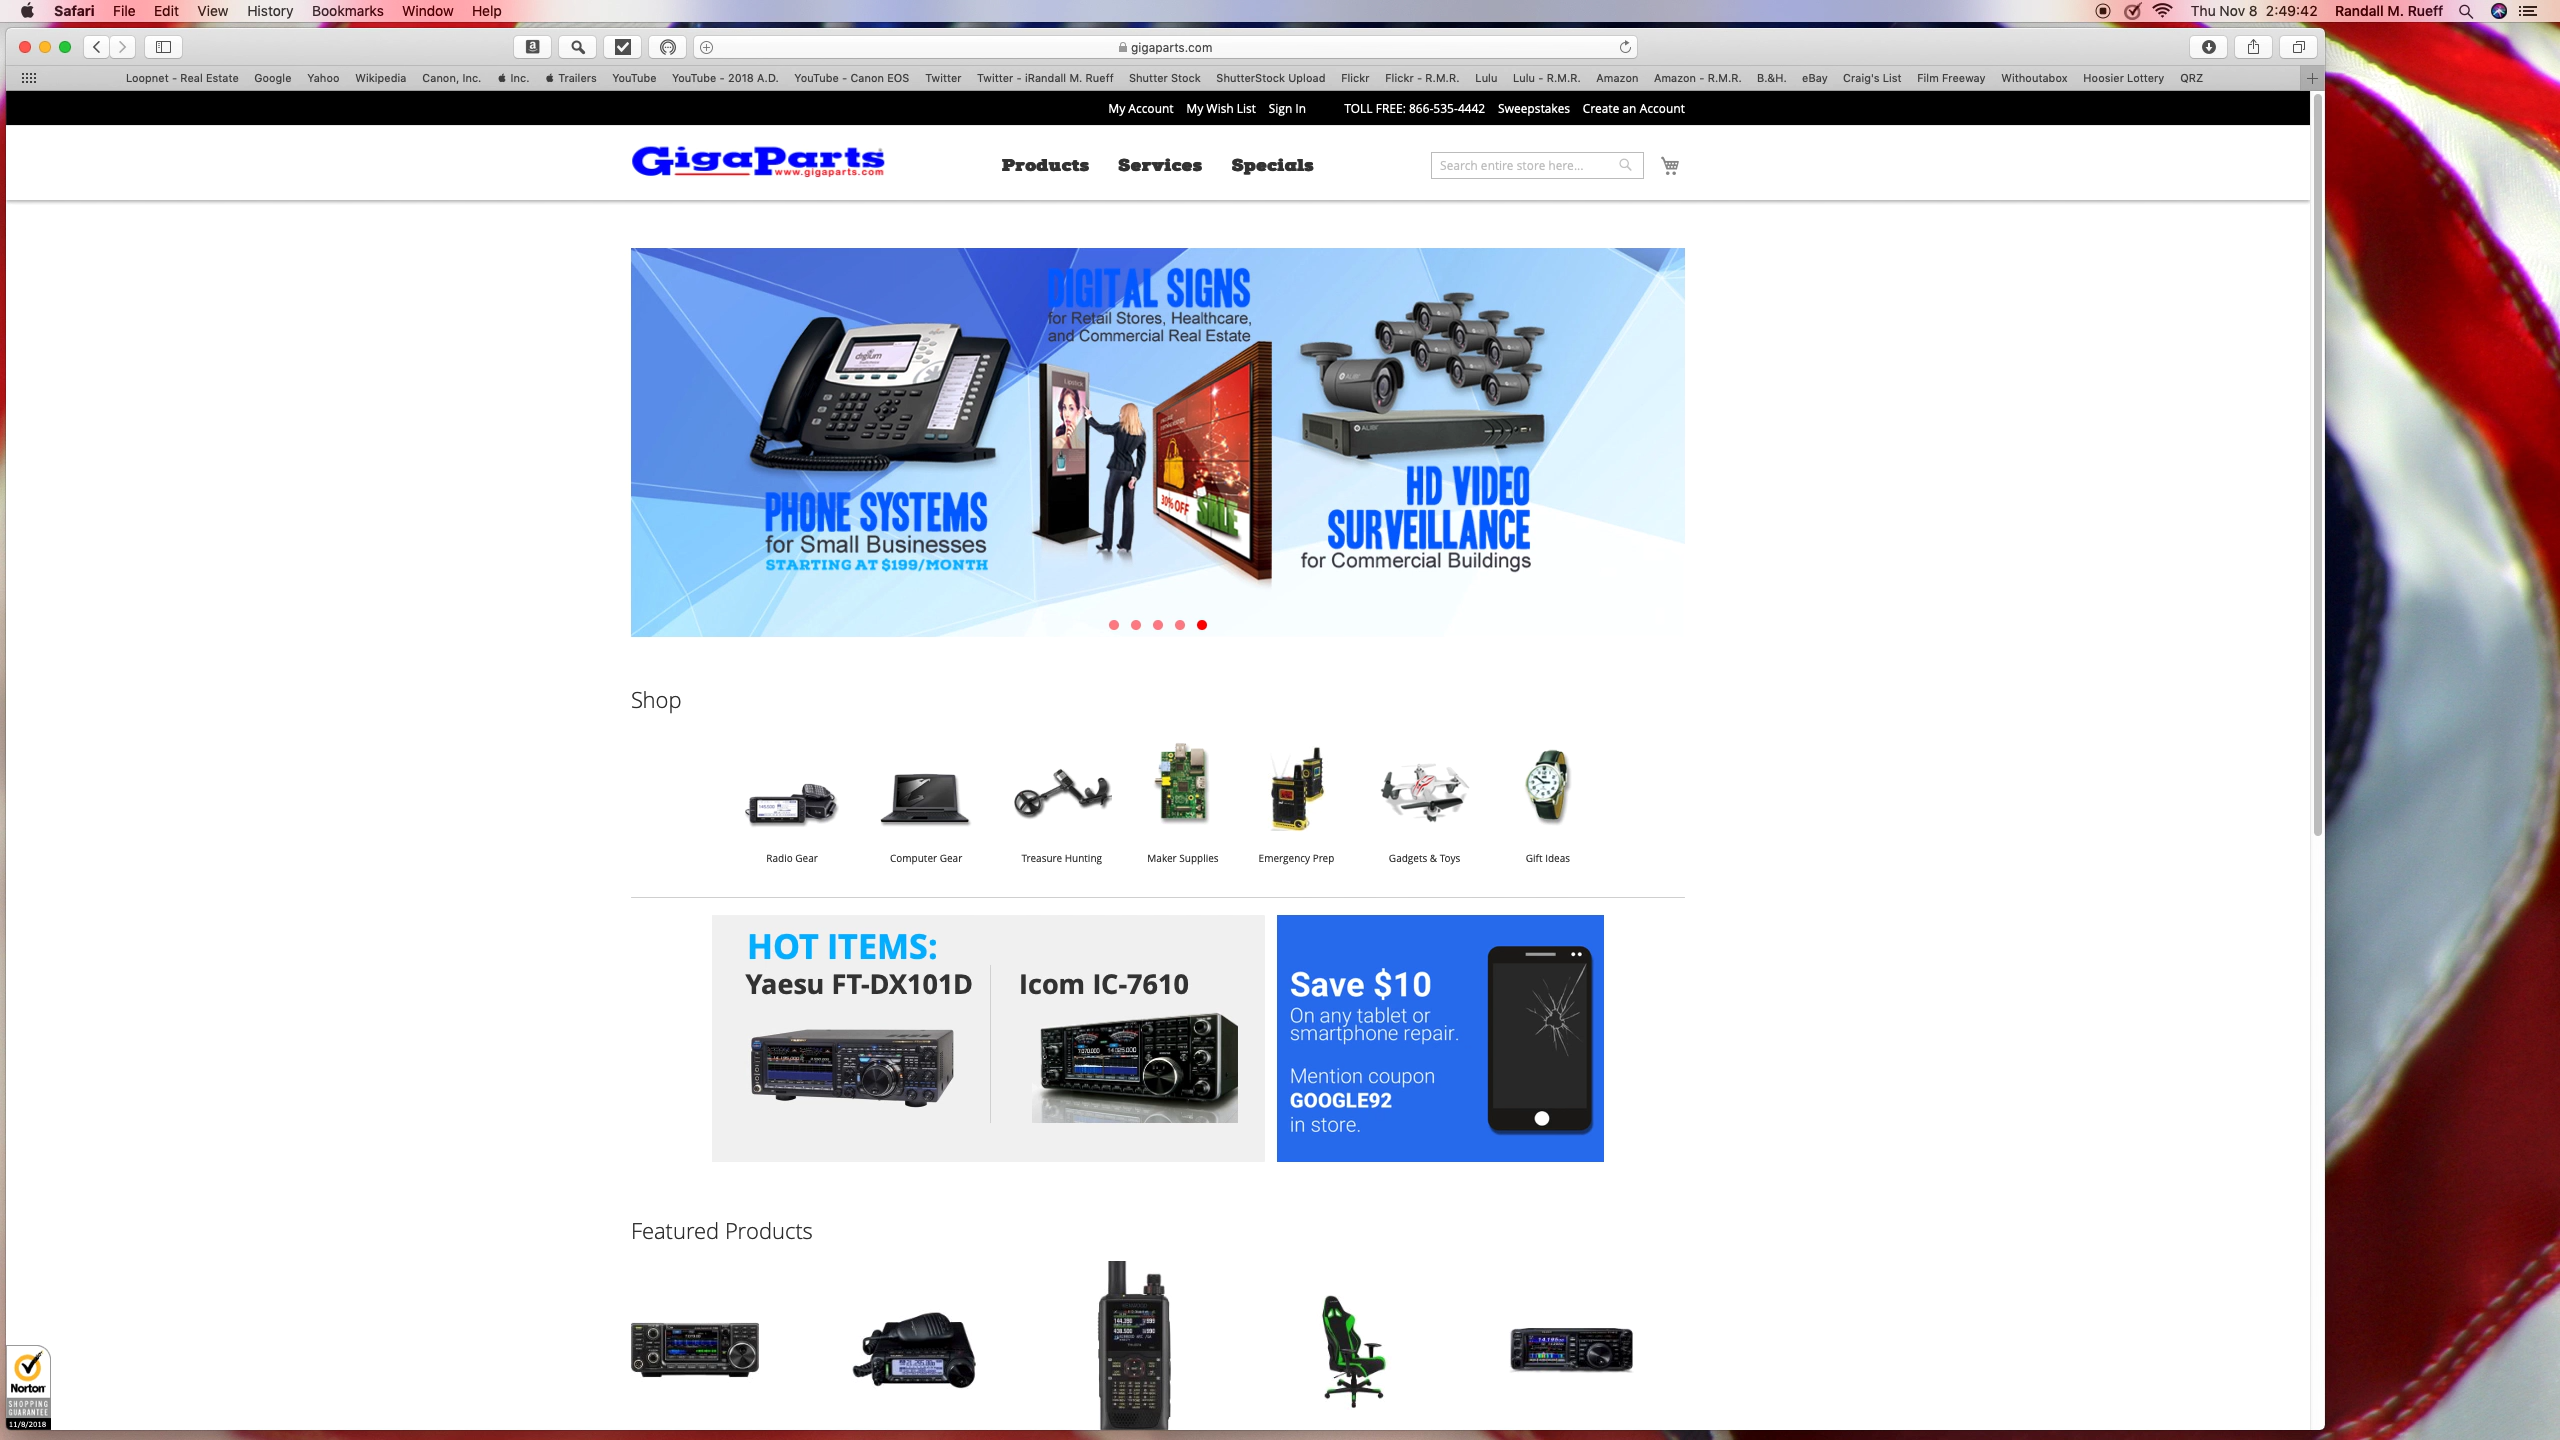 Safari File Edit View History Bookmarks Window Help
Thu Nov 8 2:49:42 Randall M. Rueff
gigaparts.com
Loopnet - Real Estate Google Yahoo Wikipedia Canon, Inc. Inc. Trailers YouTube YouTube - 2018 A.D. YouTube - Canon EOS Twitter Twitter - iRandall M. Rueff Shutter Stock ShutterStock Upload Flickr Flickr - R.M.R. Lulu Lulu - R.M.R. Amazon Amazon - R.M.R. B.&H. eBay Craig's List Film Freeway Withoutabox Hoosier Lottery QRZ
My Account My Wish List Sign In TOLL FREE: 866-535-4442 Sweepstakes Create an Account
GigaParts
www.gigaparts.com
Products Services Specials
Search entire store here...
DIGITAL SIGNS
for Retail Stores, Healthcare,
and Commercial Real Estate
digium
Lipstick
ALIBI
30% OFF
SALE
PHONE SYSTEMS
for Small Businesses
STARTING AT $199/MONTH
HD VIDEO
SURVEILLANCE
for Commercial Buildings
Shop
Radio Gear Computer Gear Treasure Hunting Maker Supplies Emergency Prep Gadgets & Toys Gift Ideas
HOT ITEMS:
Yaesu FT-DX101D
Icom IC-7610
Save $10
On any tablet or
smartphone repair.
Mention coupon
GOOGLE92
in store.
Featured Products
KENWOOD
144.390
438.500
Norton
SHOPPING
GUARANTEE
11/8/2018